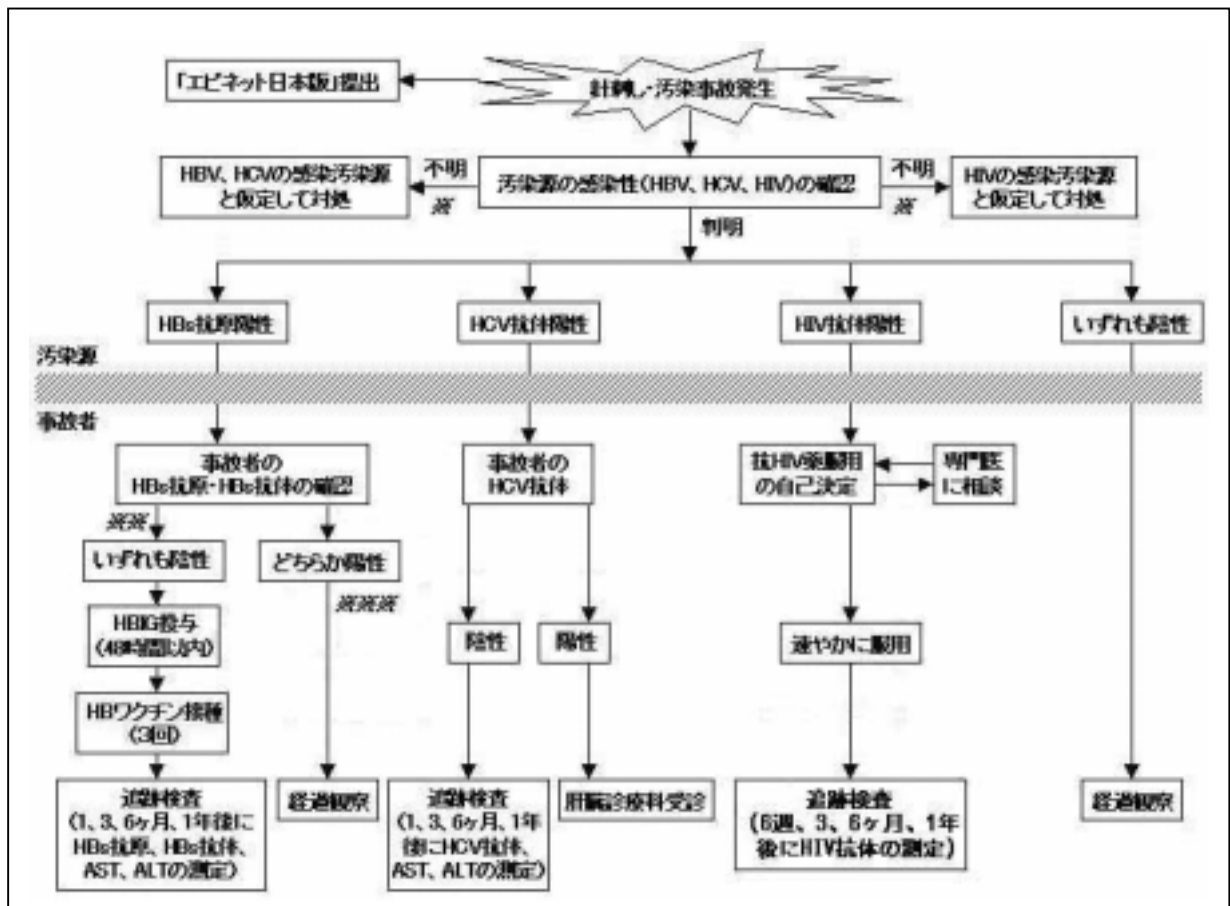 「エピネット日本版」提出
針刺し・汚染事故発生
HBV、HCVの感染汚染源
と仮定して対処
不明
※
汚染源の感染性(HBV、HCV、HIV)の確認
不明
※
HIVの感染汚染源
と仮定して対処
判明
HBs抗原陽性
HCV抗体陽性
HIV抗体陽性
いずれも陰性
汚染源
事故者
事故者の
HBs抗原・HBs抗体の確認
事故者の
HCV抗体
抗HIV薬服用
の自己決定
専門医
に相談
※※
いずれも陰性
どちらか陽性
※※※
HBIG投与
(48時間以内)
陰性
陽性
速やかに服用
HBワクチン接種
(3回)
追跡検査
(1、3、6ヶ月、1年後に
HBs抗原、HBs抗体、
AST、ALTの測定)
経過観察
追跡検査
(1、3、6ヶ月、1年
後にHCV抗体、
AST、ALTの測定)
肝臓診療科受診
追跡検査
(6週、3、6ヶ月、1年
後にHIV抗体の測定)
経過観察